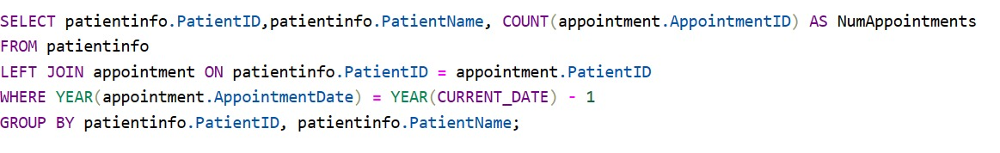 SELECT patientinfo.PatientID,patientinfo.PatientName, COUNT(appointment.AppointmentID) AS NumAppointments
FROM patientinfo
LEFT JOIN appointment ON patientinfo.PatientID = appointment.PatientID
WHERE YEAR(appointment.AppointmentDate) = YEAR(CURRENT_DATE) - 1
GROUP BY patientinfo.PatientID, patientinfo.PatientName;